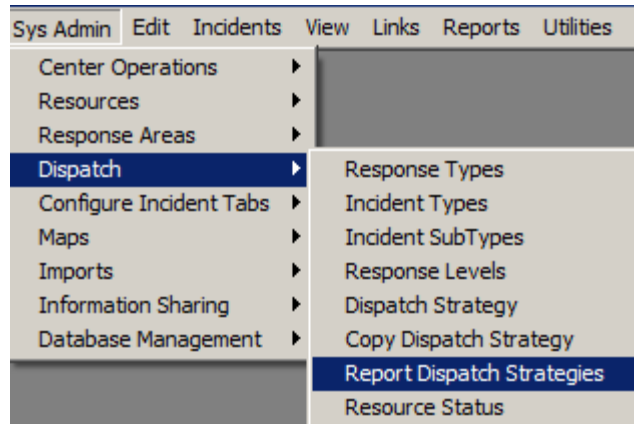 Sys Admin Edit Incidents View Links Reports Utilities
Center Operations
Resources
Response Areas
Dispatch
Configure Incident Tabs
Maps
Imports
Information Sharing
Database Management
Response Types
Incident Types
Incident SubTypes
Response Levels
Dispatch Strategy
Copy Dispatch Strategy
Report Dispatch Strategies
Resource Status